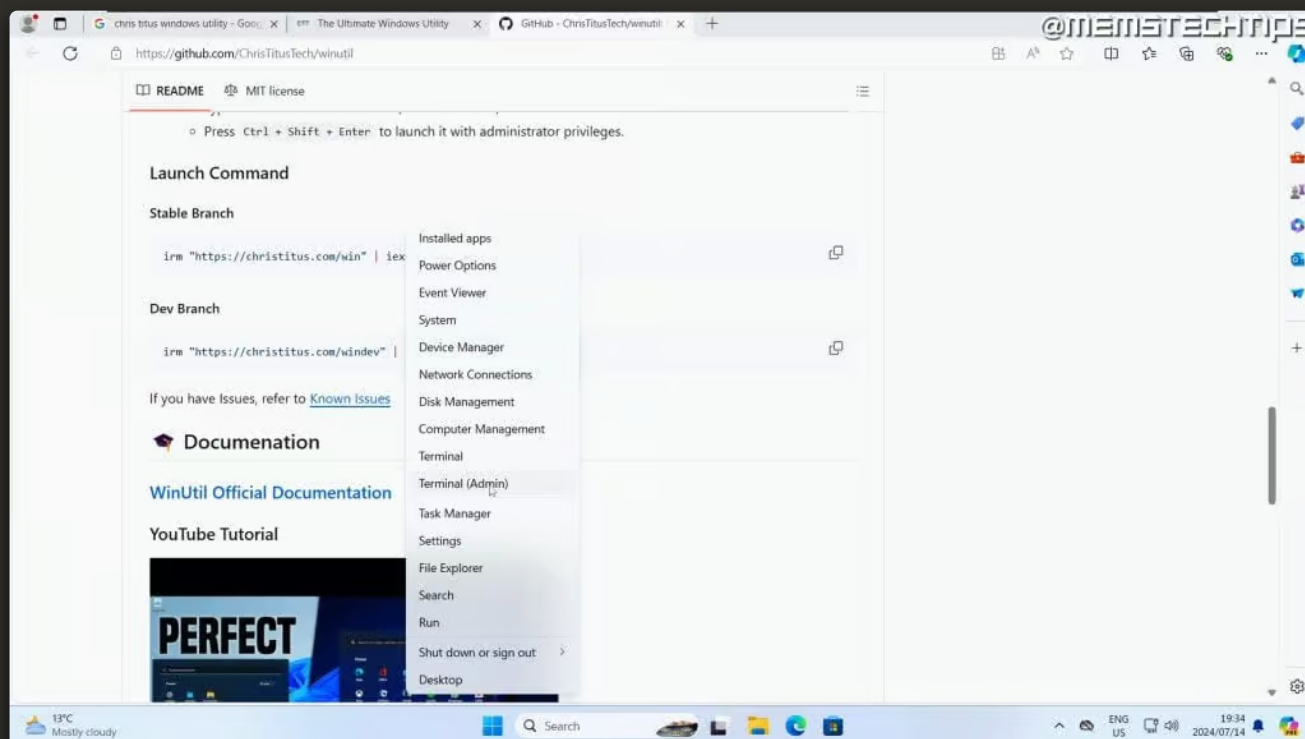 chris titus windows utility - Goog
The Ultimate Windows Utility
GitHub - ChrisTitusTech/winutil:
@MEMSTECHTIPS
https://github.com/ChrisTitusTech/winutil
README
MIT license
Press Ctrl + Shift + Enter to launch it with administrator privileges.
Launch Command
Stable Branch
irm "https://christitus.com/win" | iex
Dev Branch
irm "https://christitus.com/windev" |
If you have Issues, refer to Known Issues
Documenation
WinUtil Official Documentation
YouTube Tutorial
PERFECT
Installed apps
Power Options
Event Viewer
System
Device Manager
Network Connections
Disk Management
Computer Management
Terminal
Terminal (Admin)
Task Manager
Settings
File Explorer
Search
Run
Shut down or sign out
Desktop
13°C
Mostly cloudy
Search
ENG
US
19:34
2024/07/14